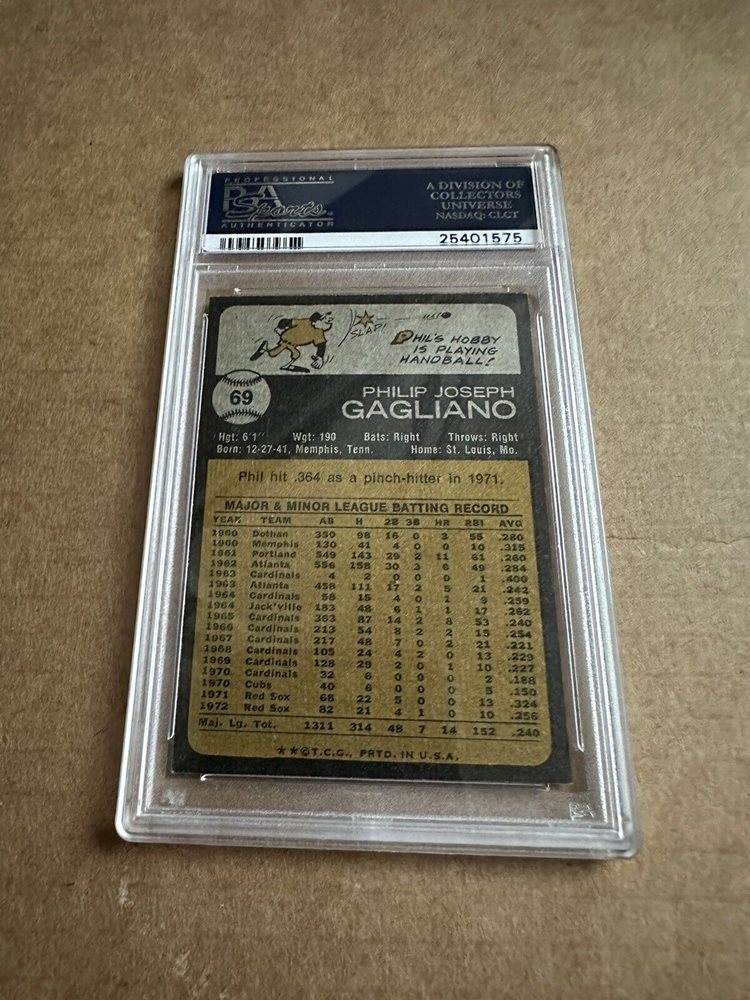 PROFESSIONAL
PSA
Sports
AUTHENTICATOR
A DIVISION OF
COLLECTORS
UNIVERSE
NASDAQ: CLCT
25401575
SLAP!
PHIL'S HOBBY
IS PLAYING
HANDBALL!
69
PHILIP JOSEPH
GAGLIANO
Hgt: 6'1" Wgt: 190 Bats: Right Throws: Right
Born: 12-27-41, Memphis, Tenn. Home: St. Louis, Mo.
Phil hit .364 as a pinch-hitter in 1971.
MAJOR & MINOR LEAGUE BATTING RECORD
YEAR TEAM AB H 2B 3B HR RBI AVG
1960 Dothan 350 98 16 0 3 55 .280
1960 Memphis 130 41 4 0 0 10 .315
1961 Portland 549 143 29 2 11 61 .260
1962 Atlanta 556 158 30 3 6 49 .284
1963 Cardinals 4 2 0 0 0 1 .400
1963 Atlanta 458 111 17 2 5 21 .242
1964 Cardinals 58 15 4 0 1 9 .259
1964 Jack'ville 183 48 6 1 1 17 .262
1965 Cardinals 363 87 14 2 8 53 .240
1966 Cardinals 213 54 8 2 2 15 .254
1967 Cardinals 217 48 7 0 2 21 .221
1968 Cardinals 105 24 4 2 0 13 .229
1969 Cardinals 128 29 2 0 1 10 .227
1970 Cardinals 32 6 0 0 0 2 .188
1970 Cubs 40 6 0 0 0 5 .150
1971 Red Sox 68 22 5 0 0 13 .324
1972 Red Sox 82 21 4 1 0 10 .256
Maj. Lg. Tot. 1311 314 48 7 14 152 .240
**©T.C.G., PRTD. IN U.S.A.